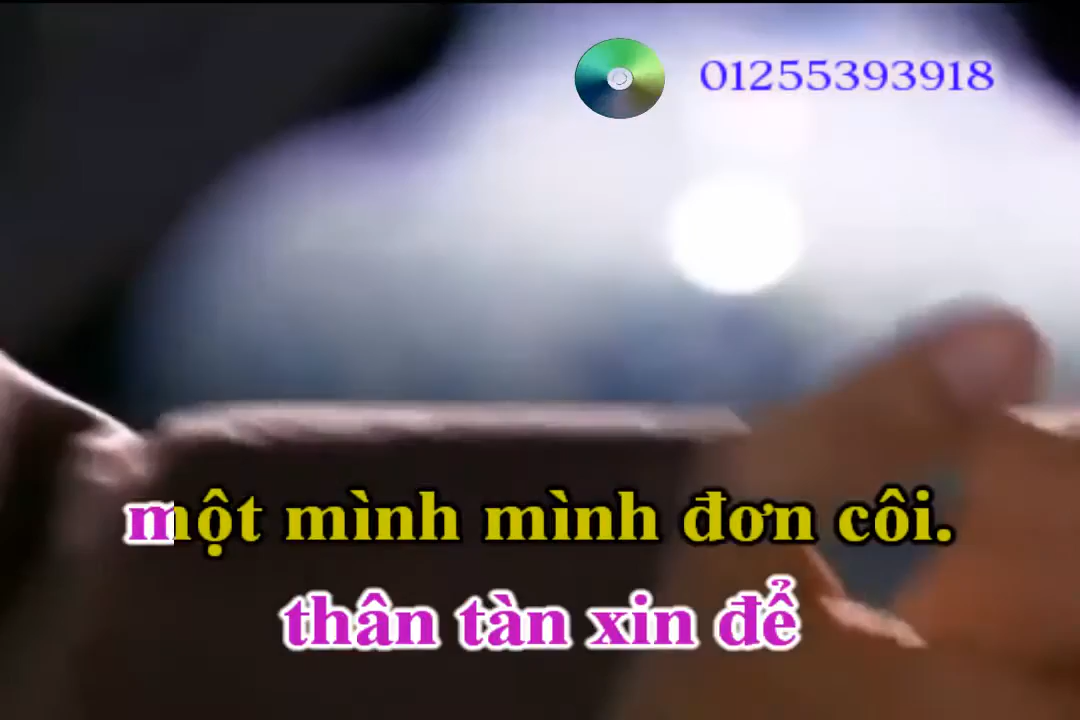 01255393918
một mình mình đơn côi.
thân tàn xin để